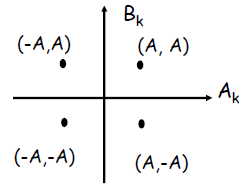 Bₖ
(-A,A) (A, A)
Aₖ
(-A,-A) (A,-A)